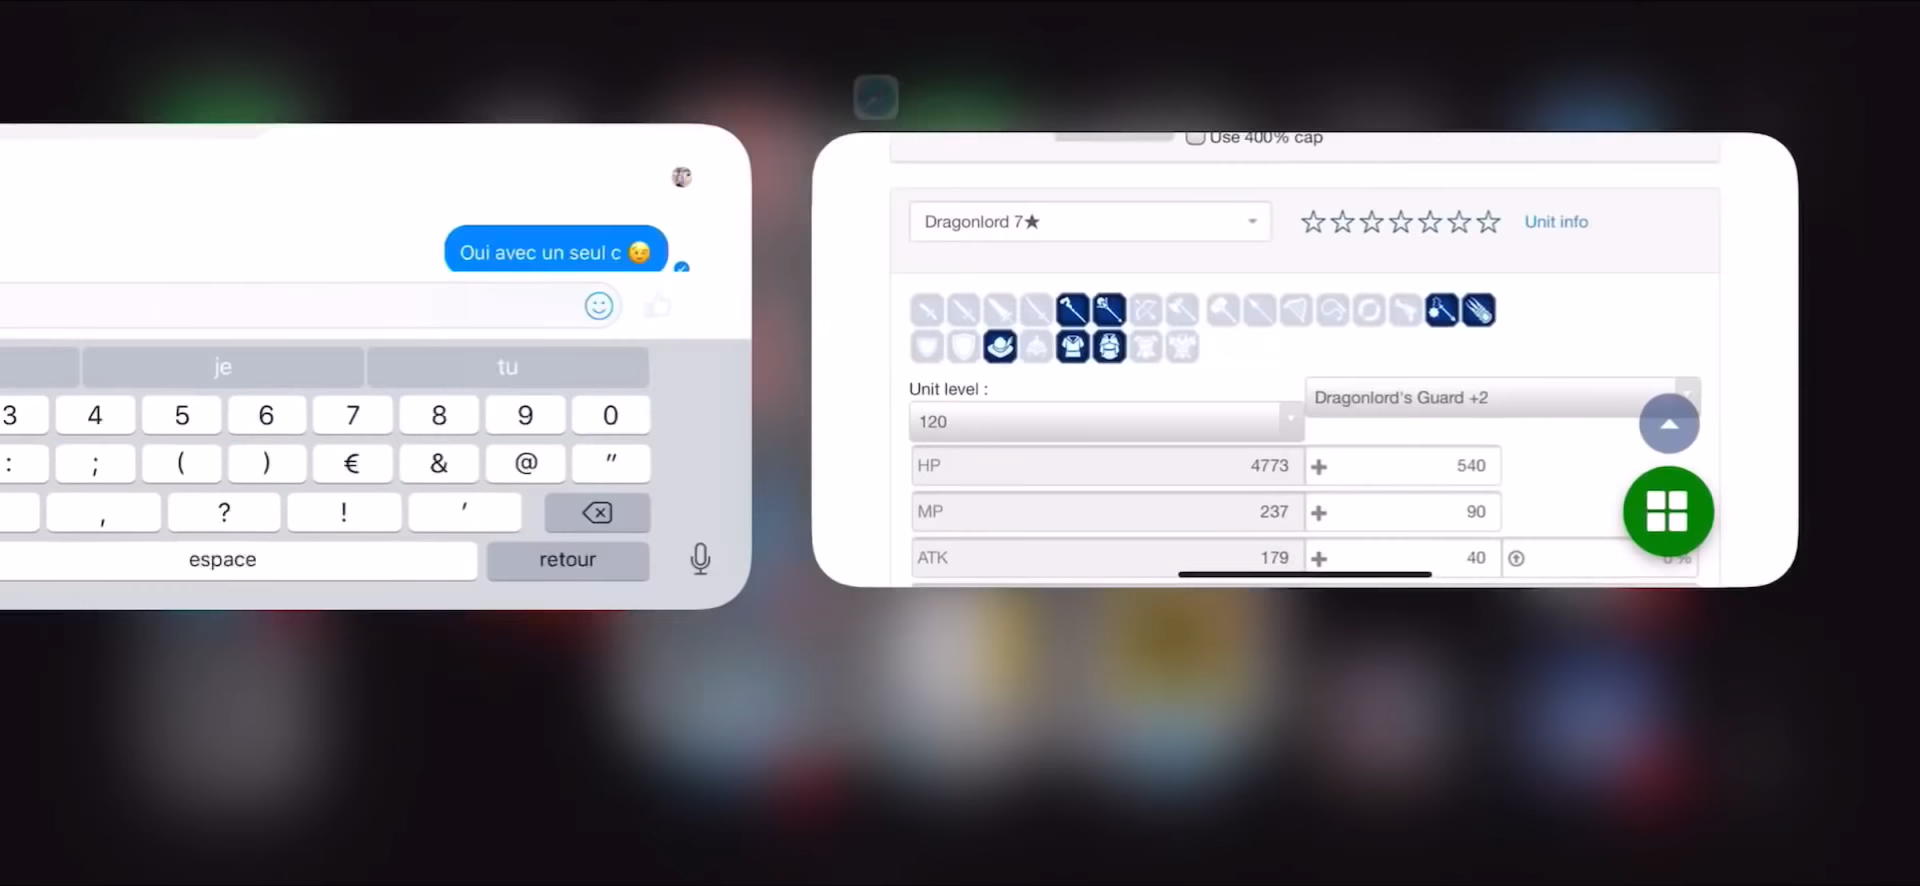 Oui avec un seul c 😉
je
tu
3
4
5
6
7
8
9
0
:
;
(
)
€
&
@
"
,
?
!
'
espace
retour
Use 400% cap
Dragonlord 7★
Unit info
Unit level :
Dragonlord's Guard +2
120
HP 4773 + 540
MP 237 + 90
ATK 179 + 40 0 %